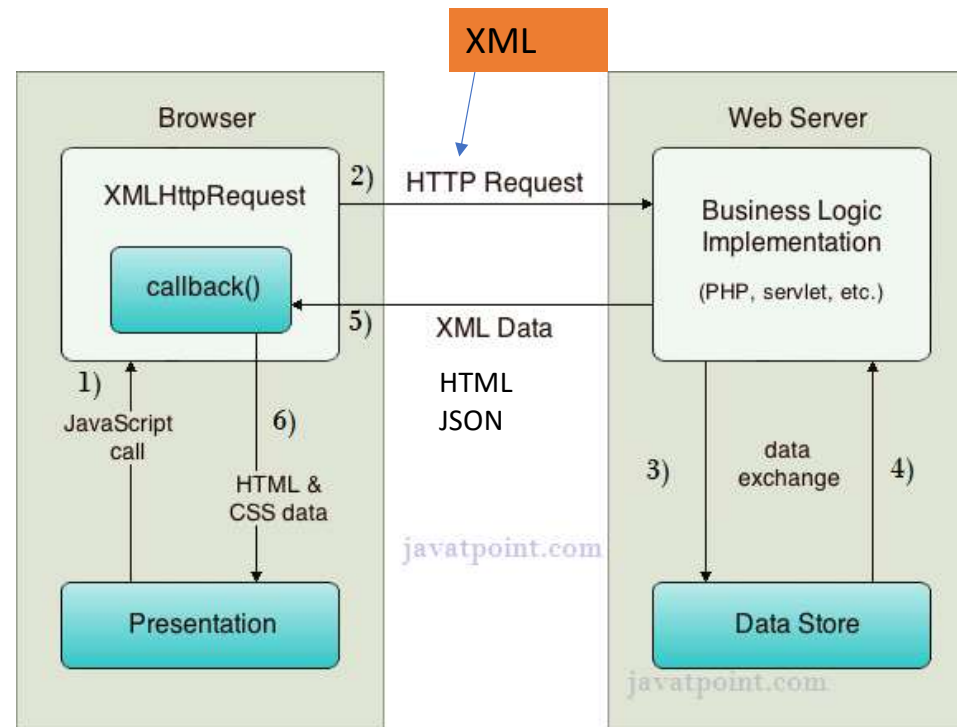 XML
Browser
Web Server
XMLHttpRequest
callback()
2)
HTTP Request
Business Logic
Implementation
(PHP, servlet, etc.)
5)
XML Data
HTML
JSON
1)
JavaScript
call
6)
HTML &
CSS data
3)
data
exchange
4)
javatpoint.com
Presentation
Data Store
javatpoint.com